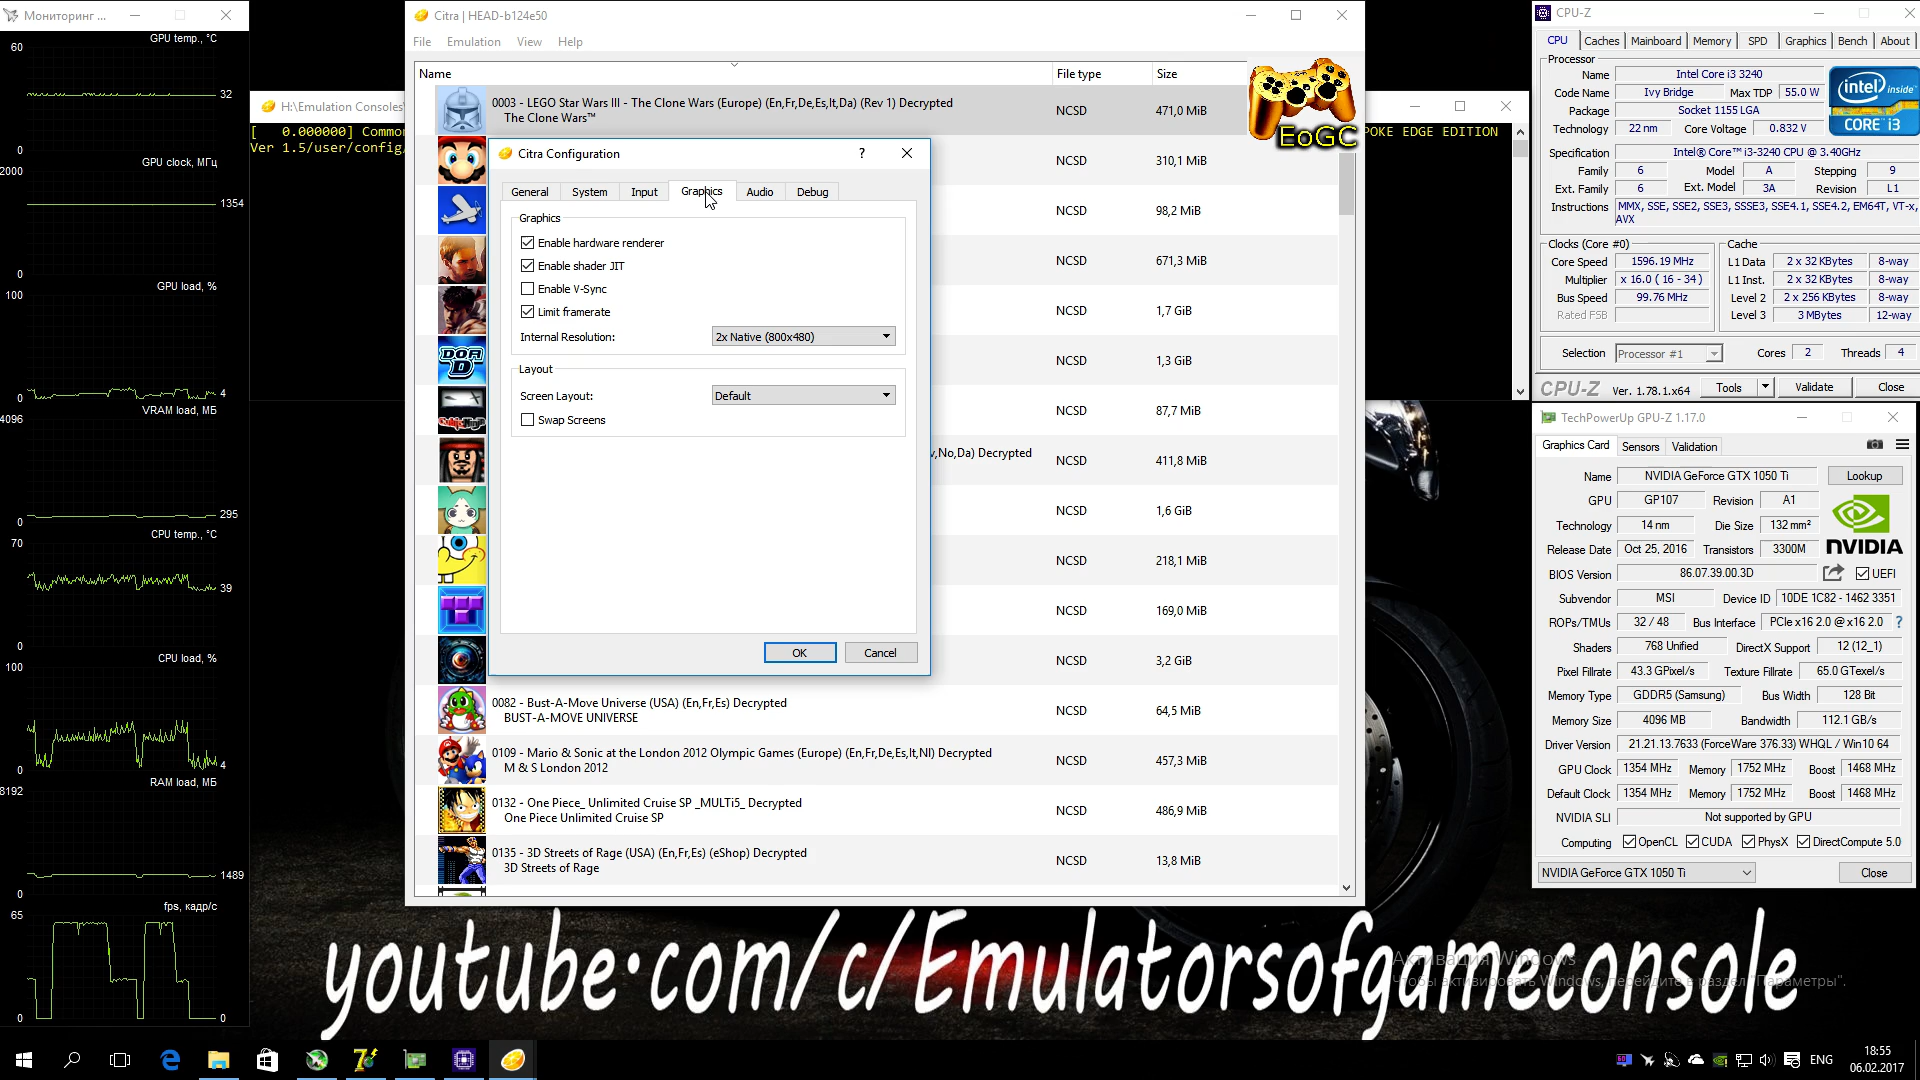 Мониторинг ...
GPU temp., °C
60
32
0
GPU clock, МГц
2000
1354
0
GPU load, %
100
0
4
VRAM load, МБ
4096
0
295
CPU temp., °C
70
39
0
CPU load, %
100
0
4
RAM load, МБ
8192
1489
0
fps, кадр/с
65
0
0
H:\Emulation Consoles\
[ 0.000000] Common
Ver 1.5/user/config/
POKE EDGE EDITION
Citra | HEAD-b124e50
File Emulation View Help
Name File type Size
0003 - LEGO Star Wars III - The Clone Wars (Europe) (En,Fr,De,Es,It,Da) (Rev 1) Decrypted
The Clone Wars™
NCSD 471,0 MiB
NCSD 310,1 MiB
NCSD 98,2 MiB
NCSD 671,3 MiB
NCSD 1,7 GiB
NCSD 1,3 GiB
NCSD 87,7 MiB
v,No,Da) Decrypted
NCSD 411,8 MiB
NCSD 1,6 GiB
NCSD 218,1 MiB
NCSD 169,0 MiB
NCSD 3,2 GiB
0082 - Bust-A-Move Universe (USA) (En,Fr,Es) Decrypted
BUST-A-MOVE UNIVERSE
NCSD 64,5 MiB
0109 - Mario & Sonic at the London 2012 Olympic Games (Europe) (En,Fr,De,Es,It,Nl) Decrypted
M & S London 2012
NCSD 457,3 MiB
0132 - One Piece_ Unlimited Cruise SP _MULTi5_ Decrypted
One Piece Unlimited Cruise SP
NCSD 486,9 MiB
0135 - 3D Streets of Rage (USA) (En,Fr,Es) (eShop) Decrypted
3D Streets of Rage
NCSD 13,8 MiB
EoGC
DOA
D
Citra Configuration ?
General System Input Graphics Audio Debug
Graphics
Enable hardware renderer
Enable shader JIT
Enable V-Sync
Limit framerate
Internal Resolution: 2x Native (800x480)
Layout
Screen Layout: Default
Swap Screens
OK Cancel
CPU-Z
CPU Caches Mainboard Memory SPD Graphics Bench About
Processor
Name Intel Core i3 3240
Code Name Ivy Bridge Max TDP 55.0 W
Package Socket 1155 LGA
Technology 22 nm Core Voltage 0.832 V
intel inside
CORE i3
Specification Intel® Core™ i3-3240 CPU @ 3.40GHz
Family 6 Model A Stepping 9
Ext. Family 6 Ext. Model 3A Revision L1
Instructions MMX, SSE, SSE2, SSE3, SSSE3, SSE4.1, SSE4.2, EM64T, VT-x,
AVX
Clocks (Core #0) Cache
Core Speed 1596.19 MHz L1 Data 2 x 32 KBytes 8-way
Multiplier x 16.0 ( 16 - 34 ) L1 Inst. 2 x 32 KBytes 8-way
Bus Speed 99.76 MHz Level 2 2 x 256 KBytes 8-way
Rated FSB Level 3 3 MBytes 12-way
Selection Processor #1 Cores 2 Threads 4
CPU-Z Ver. 1.78.1.x64 Tools Validate Close
TechPowerUp GPU-Z 1.17.0
Graphics Card Sensors Validation
Name NVIDIA GeForce GTX 1050 Ti Lookup
GPU GP107 Revision A1
Technology 14 nm Die Size 132 mm²
Release Date Oct 25, 2016 Transistors 3300M
NVIDIA
BIOS Version 86.07.39.00.3D UEFI
Subvendor MSI Device ID 10DE 1C82 - 1462 3351
ROPs/TMUs 32 / 48 Bus Interface PCIe x16 2.0 @ x16 2.0 ?
Shaders 768 Unified DirectX Support 12 (12_1)
Pixel Fillrate 43.3 GPixel/s Texture Fillrate 65.0 GTexel/s
Memory Type GDDR5 (Samsung) Bus Width 128 Bit
Memory Size 4096 MB Bandwidth 112.1 GB/s
Driver Version 21.21.13.7633 (ForceWare 376.33) WHQL / Win10 64
GPU Clock 1354 MHz Memory 1752 MHz Boost 1468 MHz
Default Clock 1354 MHz Memory 1752 MHz Boost 1468 MHz
NVIDIA SLI Not supported by GPU
Computing OpenCL CUDA PhysX DirectCompute 5.0
NVIDIA GeForce GTX 1050 Ti Close
youtube.com/c/Emulatorsofgameconsole
Активация Windows
Чтобы активировать Windows, перейдите в раздел "Параметры".
60
ENG
18:55
06.02.2017